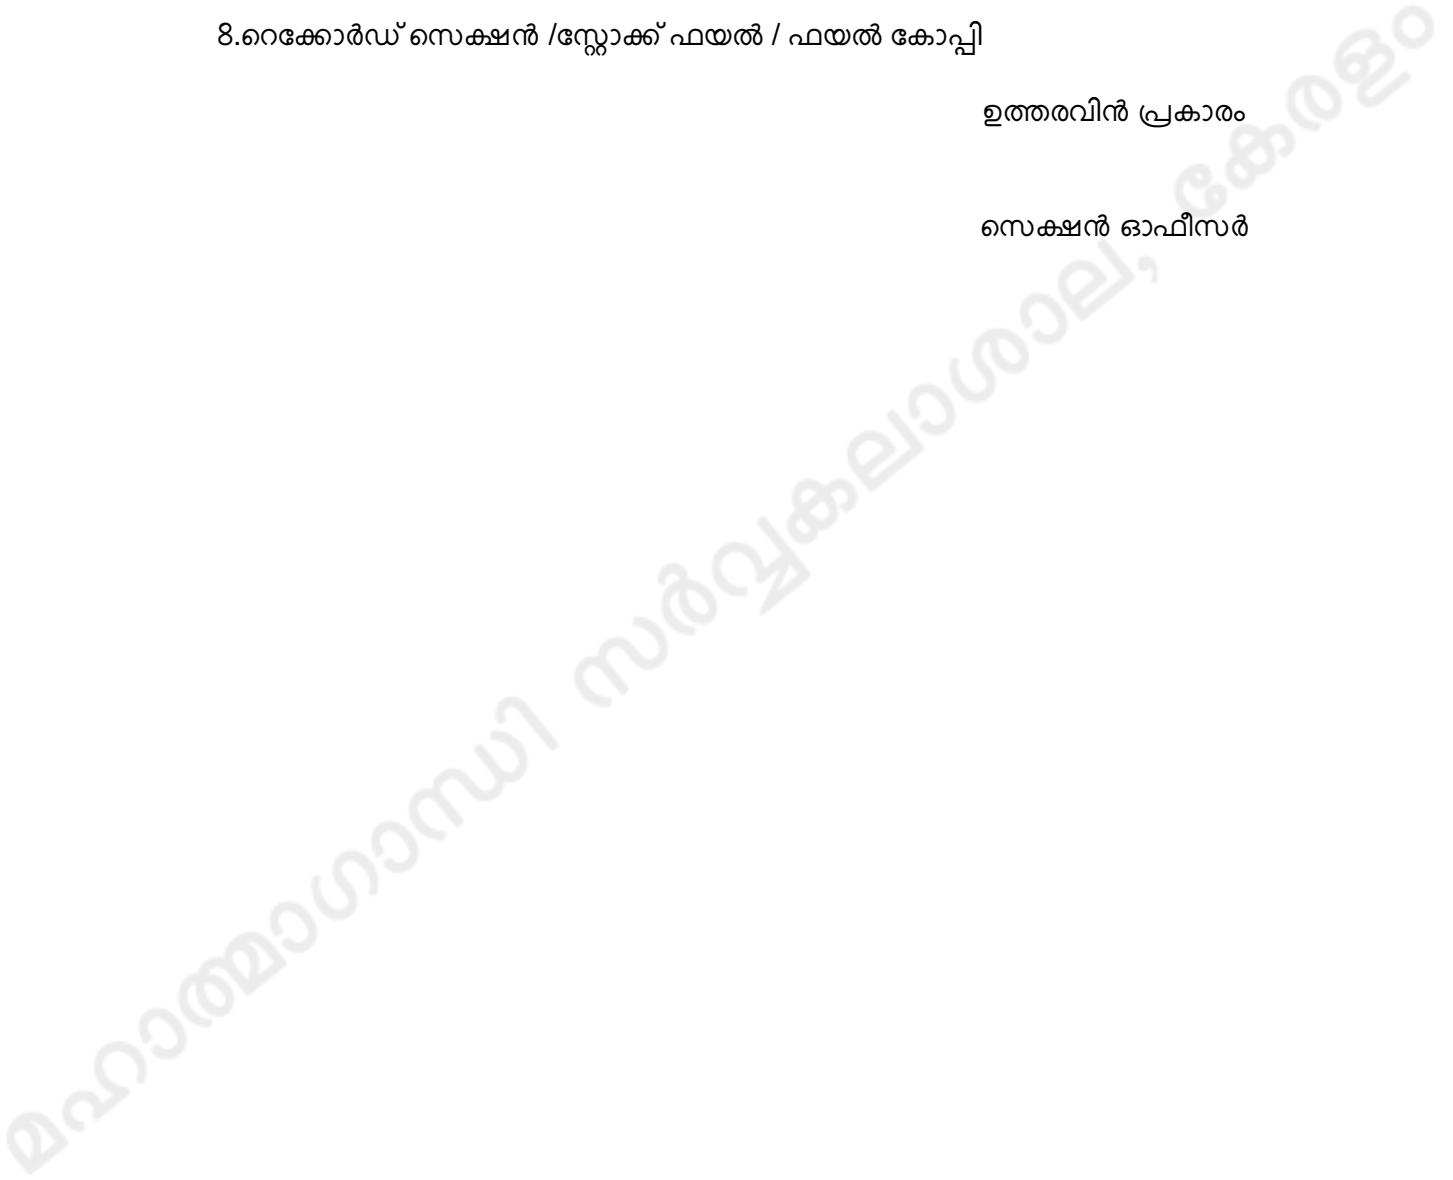 8.റെക്കോർഡ് സെക്ഷൻ /സ്റ്റോക്ക് ഫയൽ / ഫയൽ കോപ്പി
ഉത്തരവിൻ പ്രകാരം
സെക്ഷൻ ഓഫീസർ
മഹാത്മാഗാന്ധി സർവ്വകലാശാല, കേരളം